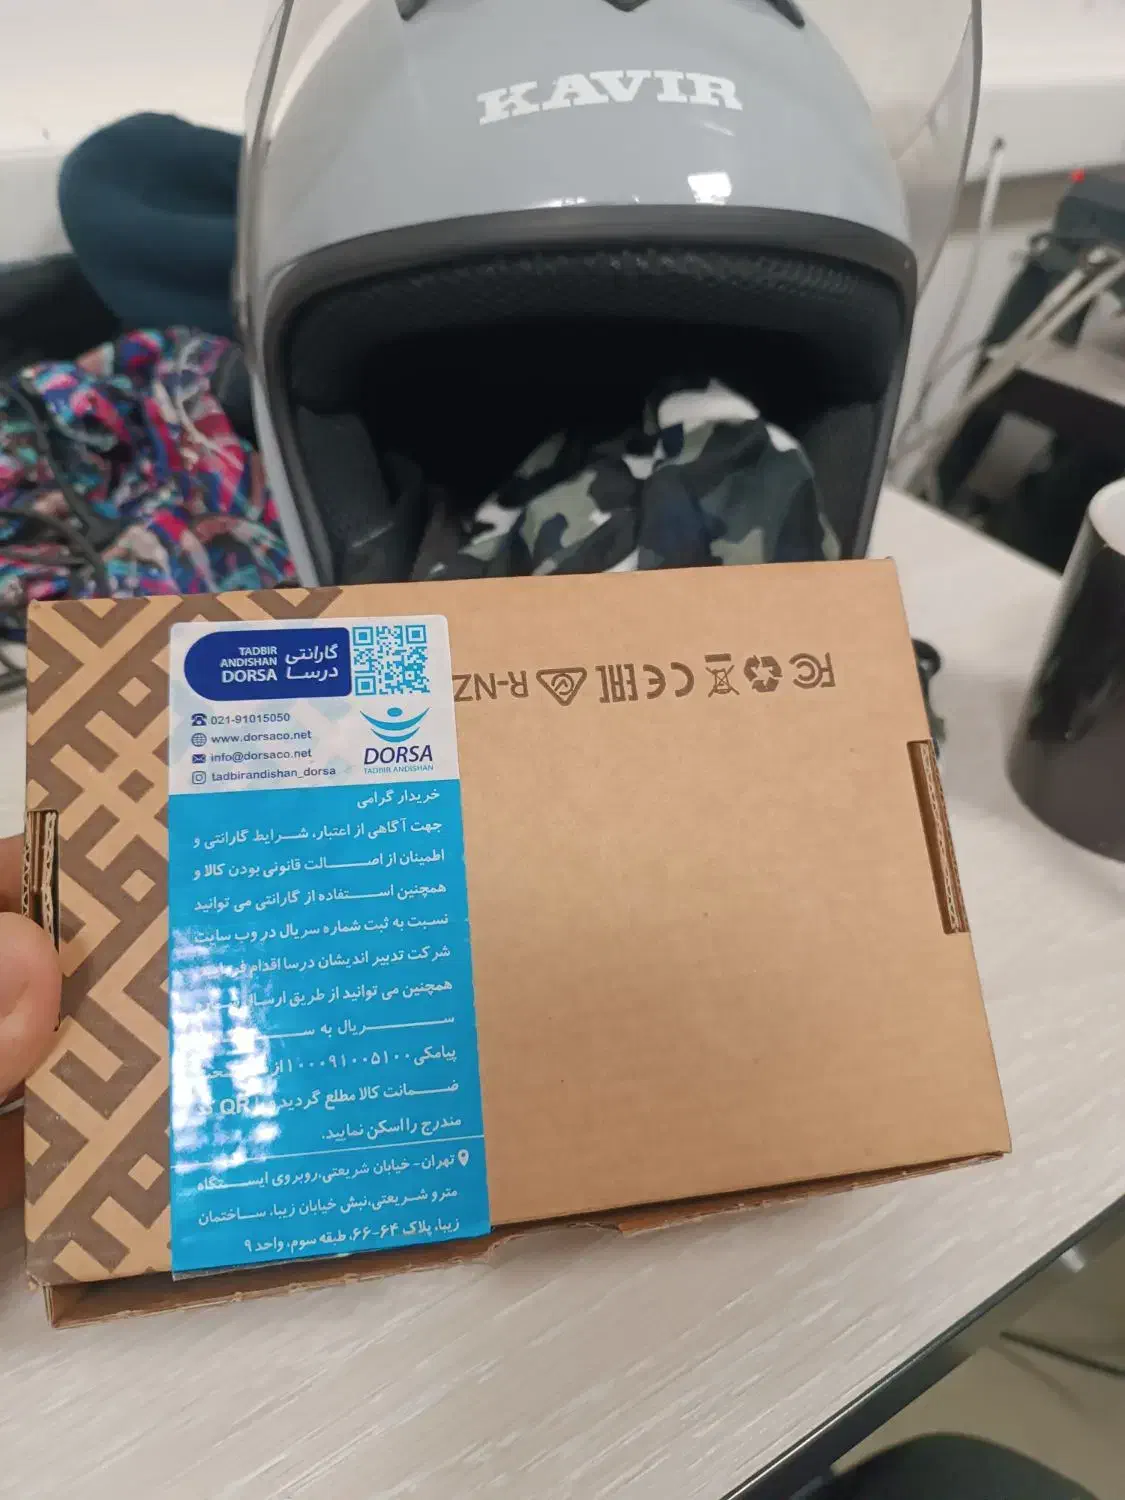 KAVIR
TADBIR
ANDISHAN
DORSA
گارانتی
درسا
021-91015050
www.dorsaco.net
info@dorsaco.net
tadbirandishan_dorsa
DORSA
TADBIR ANDISHAN
R-NZ
CE
FC
خریدار گرامی
جهت آگاهی از اعتبار، شرایط گارانتی و
اطمینان از اصالت قانونی بودن کالا و
همچنین استفاده از گارانتی می توانید
نسبت به ثبت شماره سریال در وب سایت
شرکت تدبیر اندیشان درسا اقدام
همچنین می توانید از طریق ارسال
سریال به
پیامکی ۱۰۰۰۹۱۰۰۵۱۰۰ از
ضمانت کالا مطلع گردید QR
مندرج را اسکن نمایید.
تهران- خیابان شریعتی،روبروی ایستگاه
مترو شریعتی،نبش خیابان زیبا، ساختمان
زیبا، پلاک ۶۴-۶۶، طبقه سوم، واحد ۹